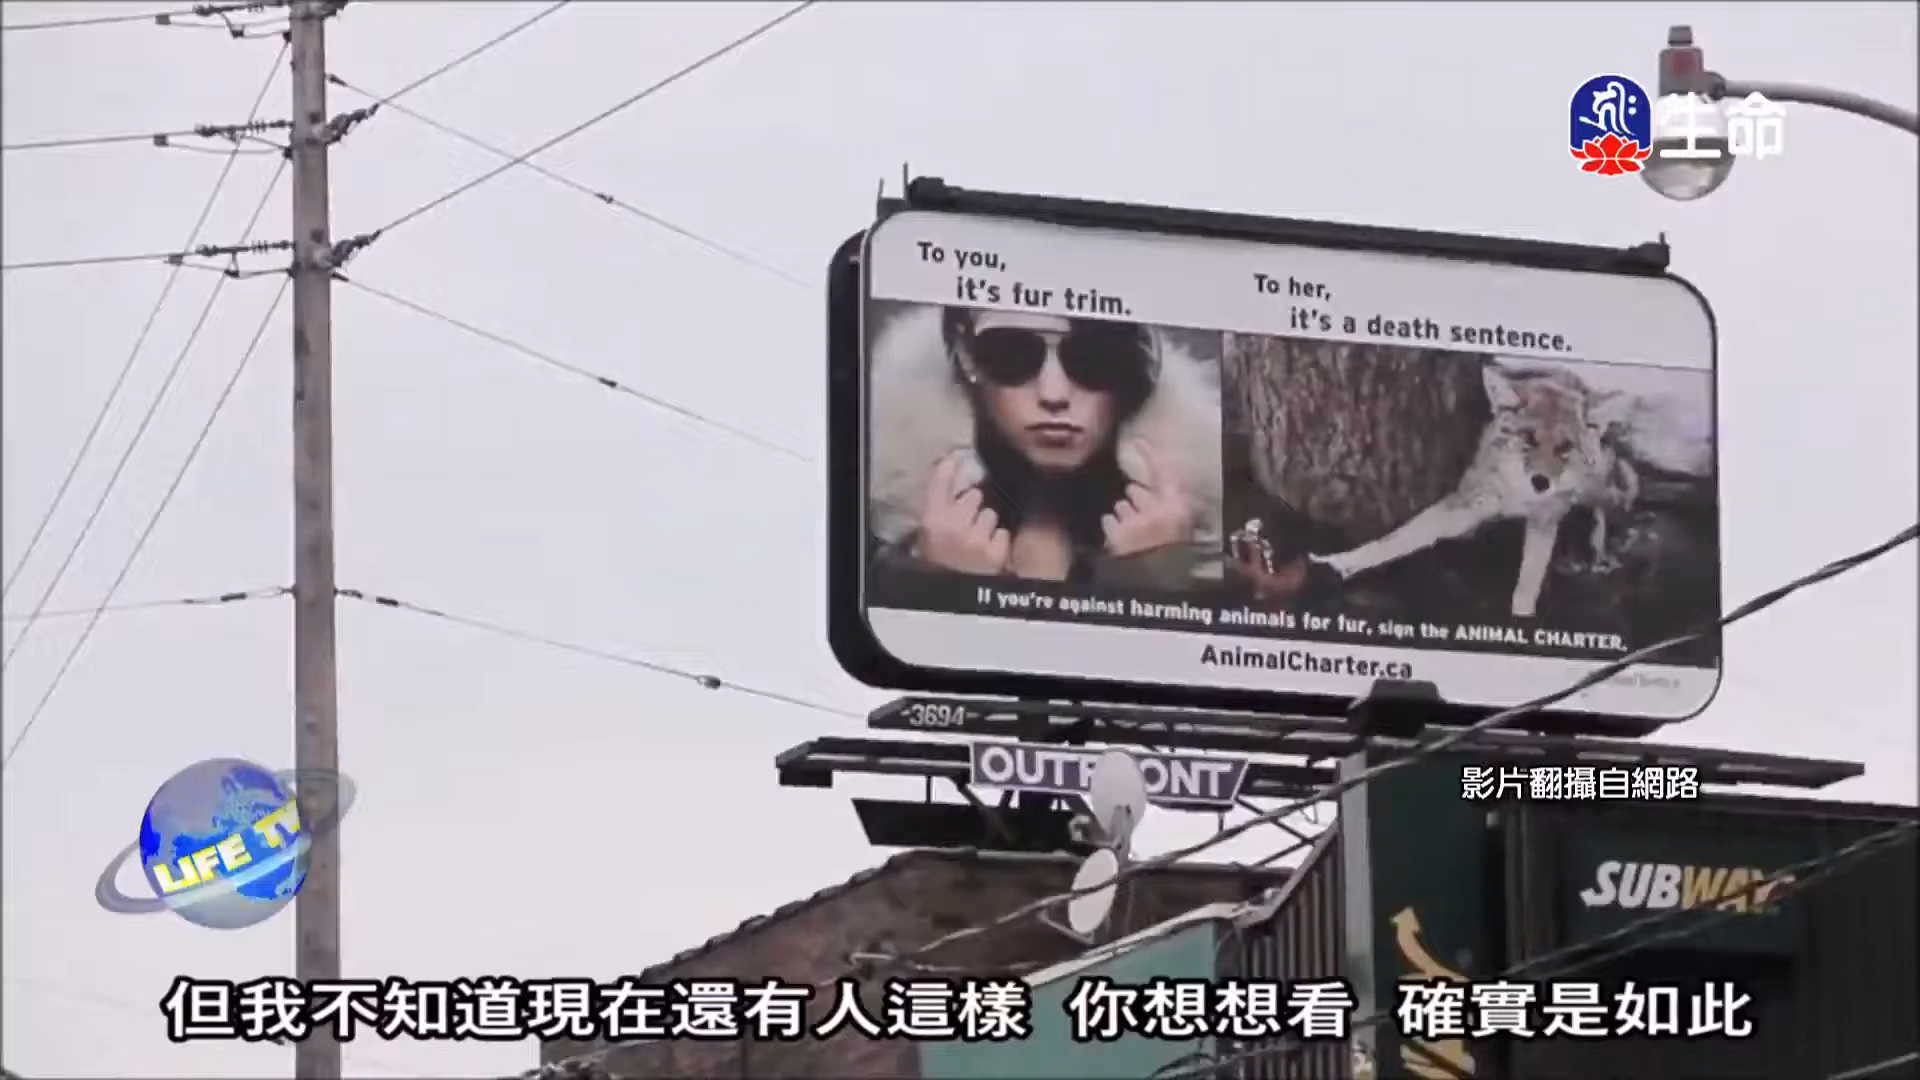 生命
To you,
it's fur trim.
To her,
it's a death sentence.
If you're against harming animals for fur, sign the ANIMAL CHARTER.
AnimalCharter.ca
3694
OUTFRONT
影片翻攝自網路
LIFE TV
SUBWAY
但我不知道現在還有人這樣 你想想看 確實是如此